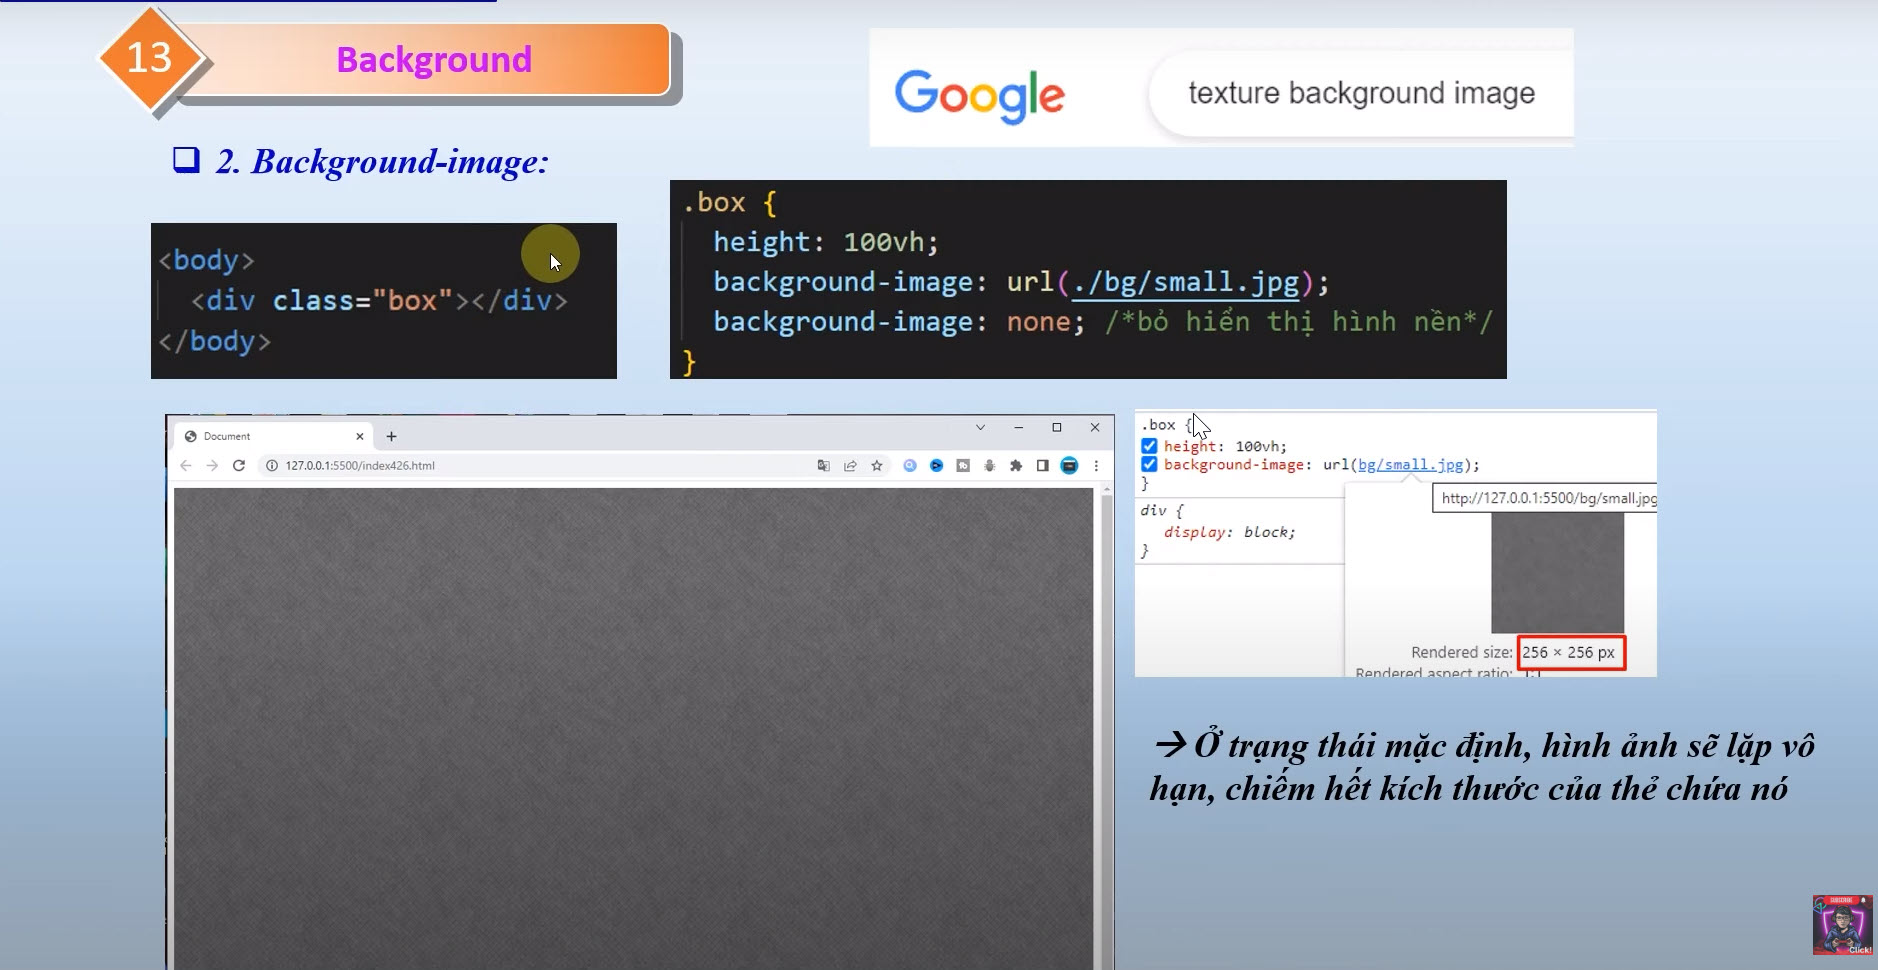 13
Background
Google
texture background image
2. Background-image:
<body>
<div class="box"></div>
</body>
.box {
height: 100vh;
background-image: url(./bg/small.jpg);
background-image: none; /*bỏ hiển thị hình nền*/
}
Document
127.0.0.1:5500/index426.html
.box {
height: 100vh;
background-image: url(bg/small.jpg);
}
http://127.0.0.1:5500/bg/small.jpg
div {
display: block;
}
Rendered size: 256 × 256 px
Rendered aspect ratio: 1:1
→ Ở trạng thái mặc định, hình ảnh sẽ lặp vô
hạn, chiếm hết kích thước của thẻ chứa nó
SUBSCRIBE
Click!